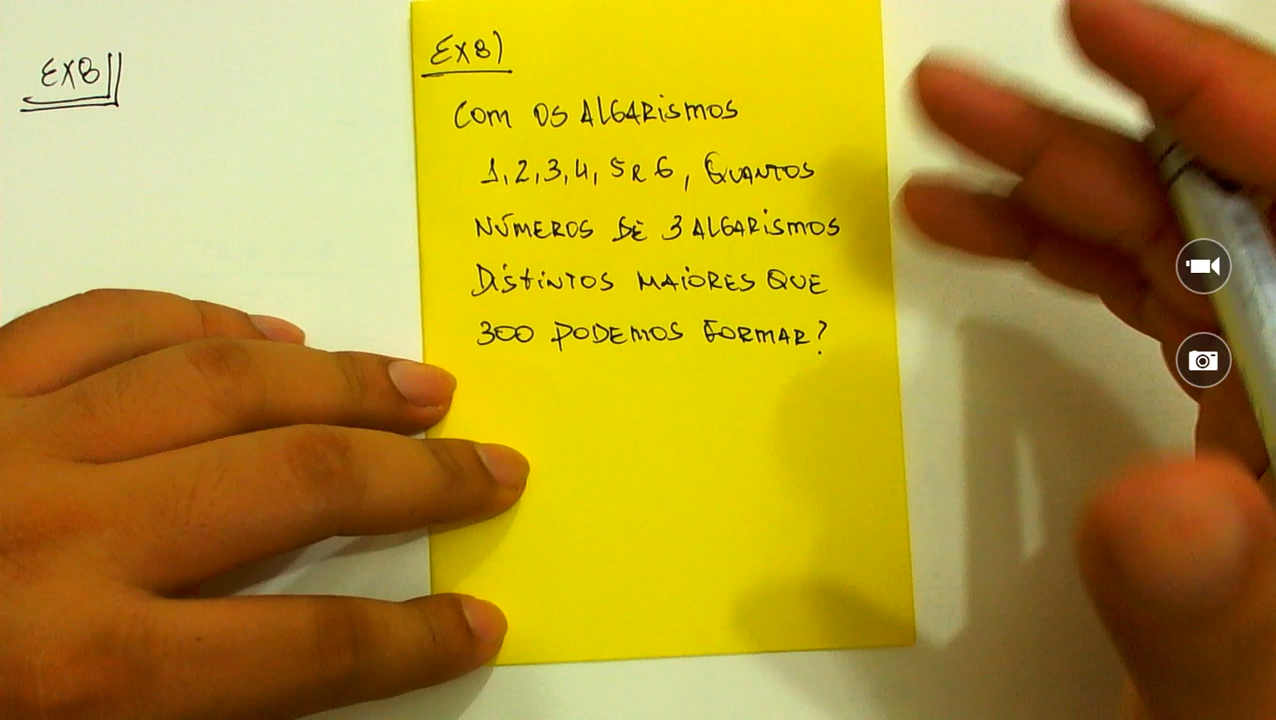 EX8
EX8)
COM OS ALGARISMOS
1, 2, 3, 4, 5 E 6, QUANTOS
NÚMEROS DE 3 ALGARISMOS
DISTINTOS MAIORES QUE
300 PODEMOS FORMAR?